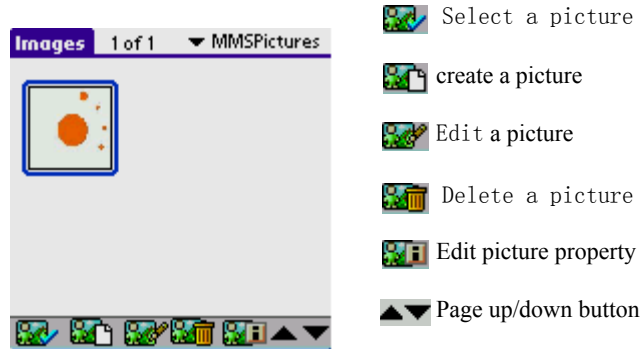 Images 1 of 1 MMSPictures
Select a picture
create a picture
Edit a picture
Delete a picture
Edit picture property
Page up/down button